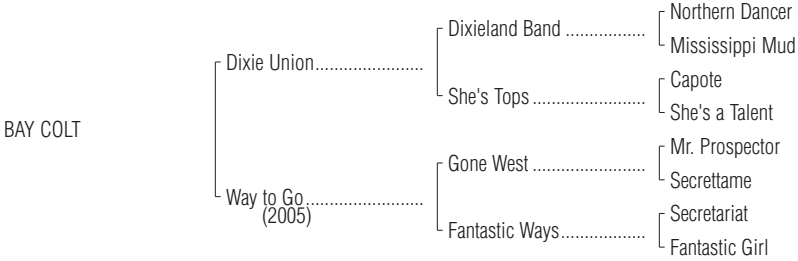 Northern Dancer
Dixieland Band ................
Mississippi Mud
Dixie Union......................
Capote
She's Tops ......................
She's a Talent
BAY COLT
Mr. Prospector
Gone West ......................
Secrettame
Way to Go........................
(2005)
Secretariat
Fantastic Ways.................
Fantastic Girl